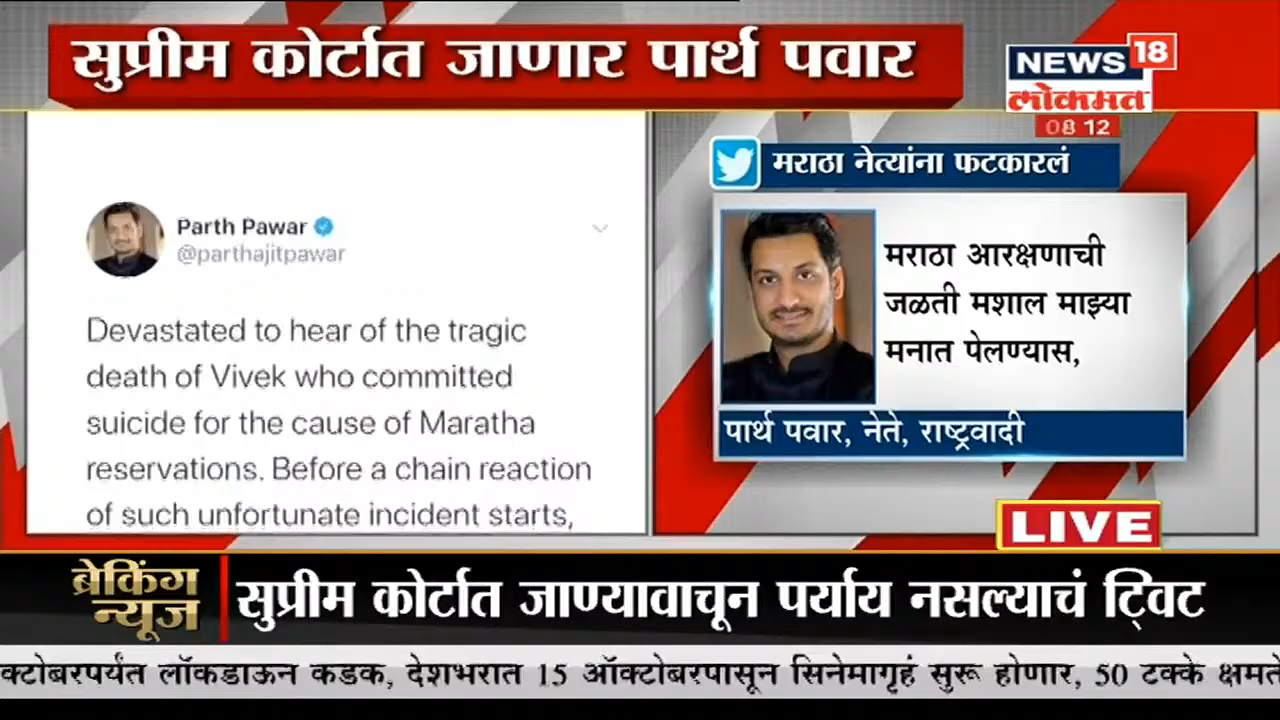 सुप्रीम कोर्टात जाणार पार्थ पवार
NEWS 18
लोकमत
08 12
Parth Pawar
@parthajitpawar
Devastated to hear of the tragic
death of Vivek who committed
suicide for the cause of Maratha
reservations. Before a chain reaction
of such unfortunate incident starts,
मराठा नेत्यांना फटकारलं
मराठा आरक्षणाची
जळती मशाल माझ्या
मनात पेलण्यास,
पार्थ पवार, नेते, राष्ट्रवादी
LIVE
ब्रेकिंग
न्यूज
सुप्रीम कोर्टात जाण्यावाचून पर्याय नसल्याचं ट्विट
क्टोबरपर्यंत लॉकडाऊन कडक, देशभरात 15 ऑक्टोबरपासून सिनेमागृहं सुरू होणार, 50 टक्के क्षमते